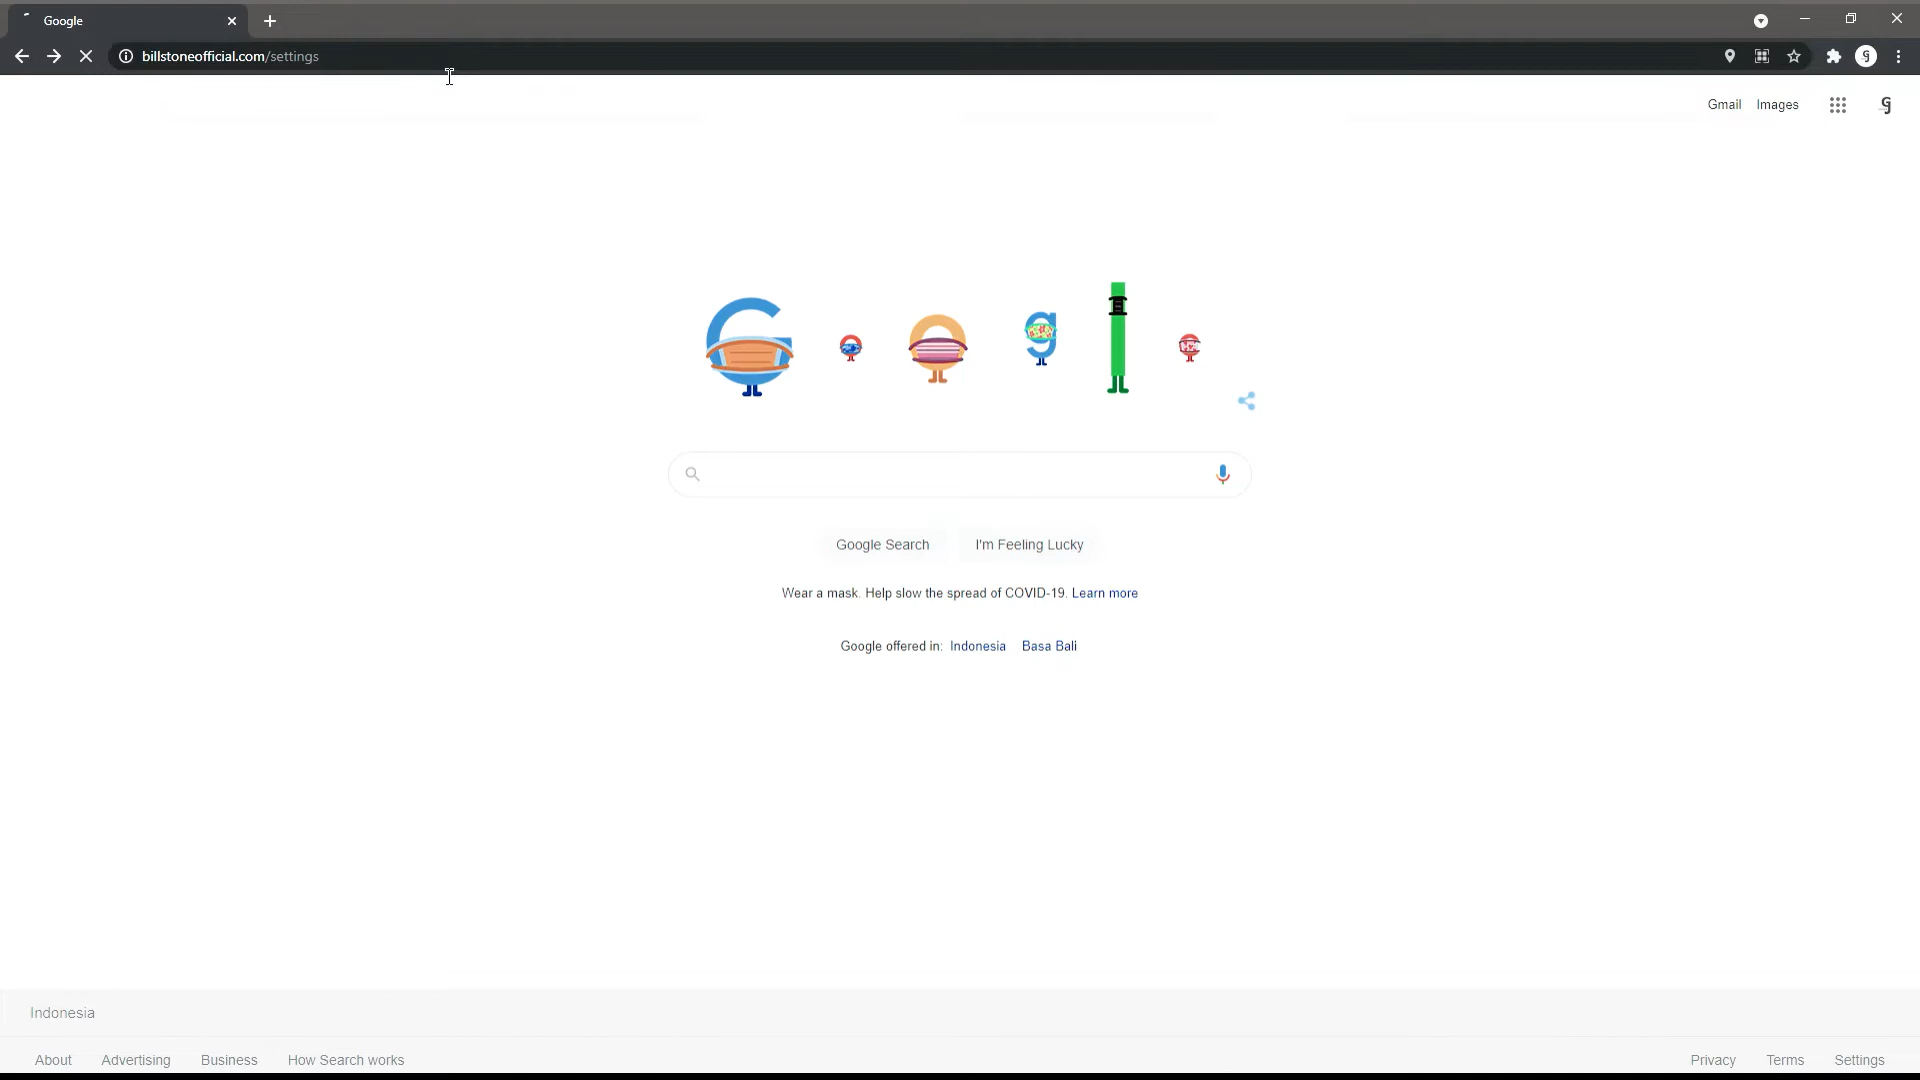 Google
billstoneofficial.com/settings
Gmail Images
Google
Google Search I'm Feeling Lucky
Wear a mask. Help slow the spread of COVID-19. Learn more
Google offered in: Indonesia Basa Bali
Indonesia
About Advertising Business How Search works Privacy Terms Settings